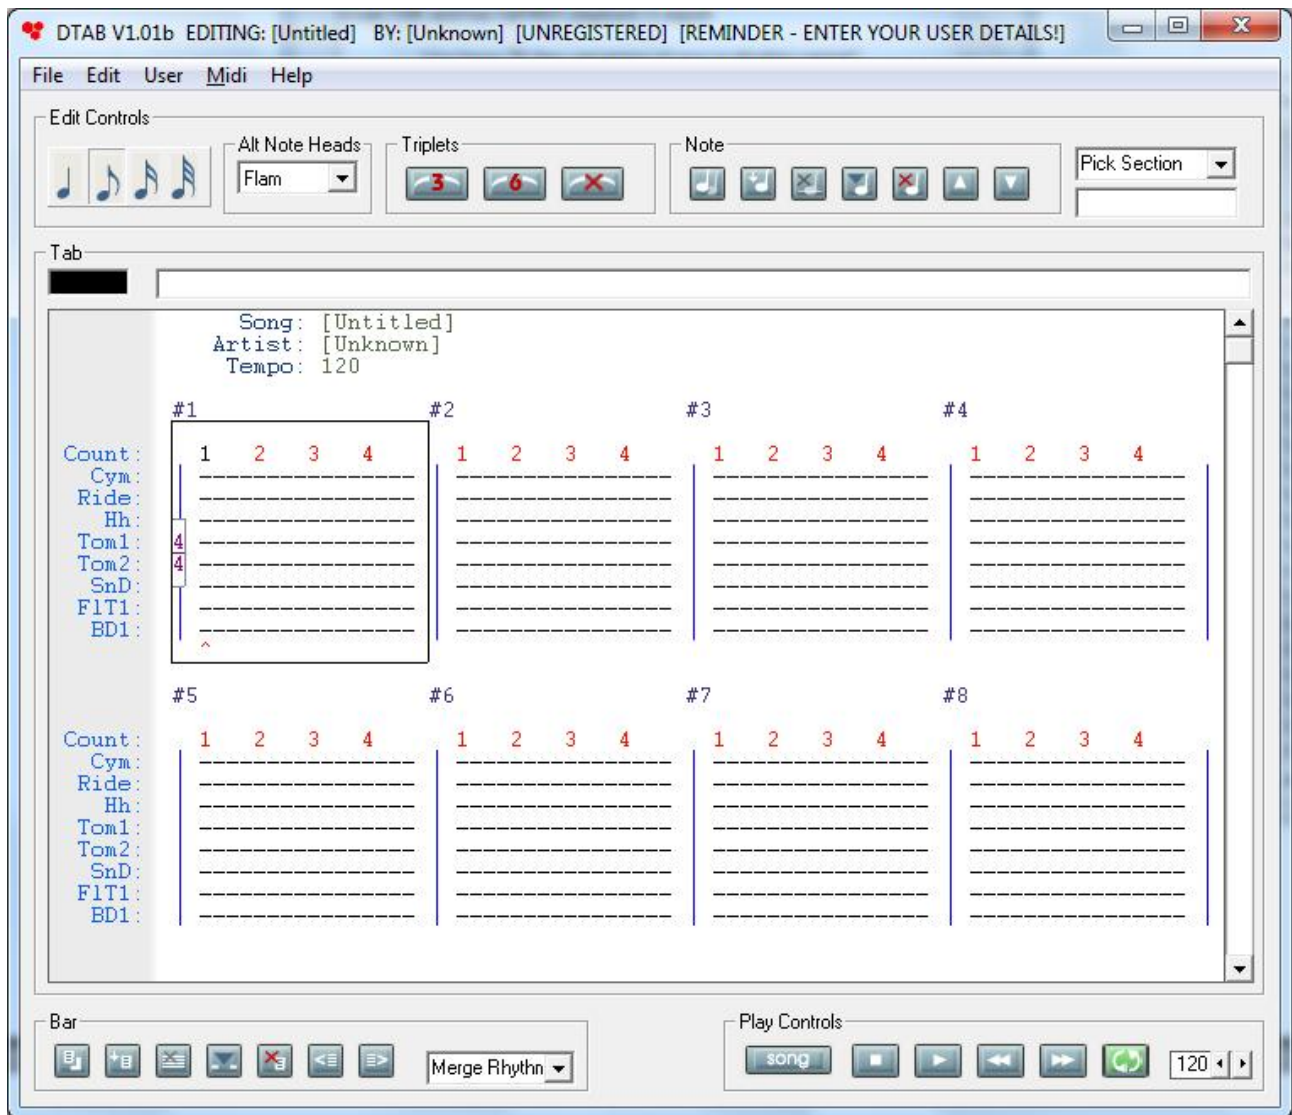 DTAB V1.01b EDITING: [Untitled] BY: [Unknown] [UNREGISTERED] [REMINDER - ENTER YOUR USER DETAILS!]
File Edit User Midi Help
Edit Controls
Alt Note Heads Triplets Note
Flam 3 6 Pick Section
Tab
Song: [Untitled]
Artist: [Unknown]
Tempo: 120
#1 #2 #3 #4
Count: 1 2 3 4 1 2 3 4 1 2 3 4 1 2 3 4
Cym:
Ride:
Hh:
Tom1: 4
Tom2: 4
SnD:
FlT1:
BD1:
^
#5 #6 #7 #8
Count: 1 2 3 4 1 2 3 4 1 2 3 4 1 2 3 4
Cym:
Ride:
Hh:
Tom1:
Tom2:
SnD:
FlT1:
BD1:
Bar Play Controls
Merge Rhythn song 120